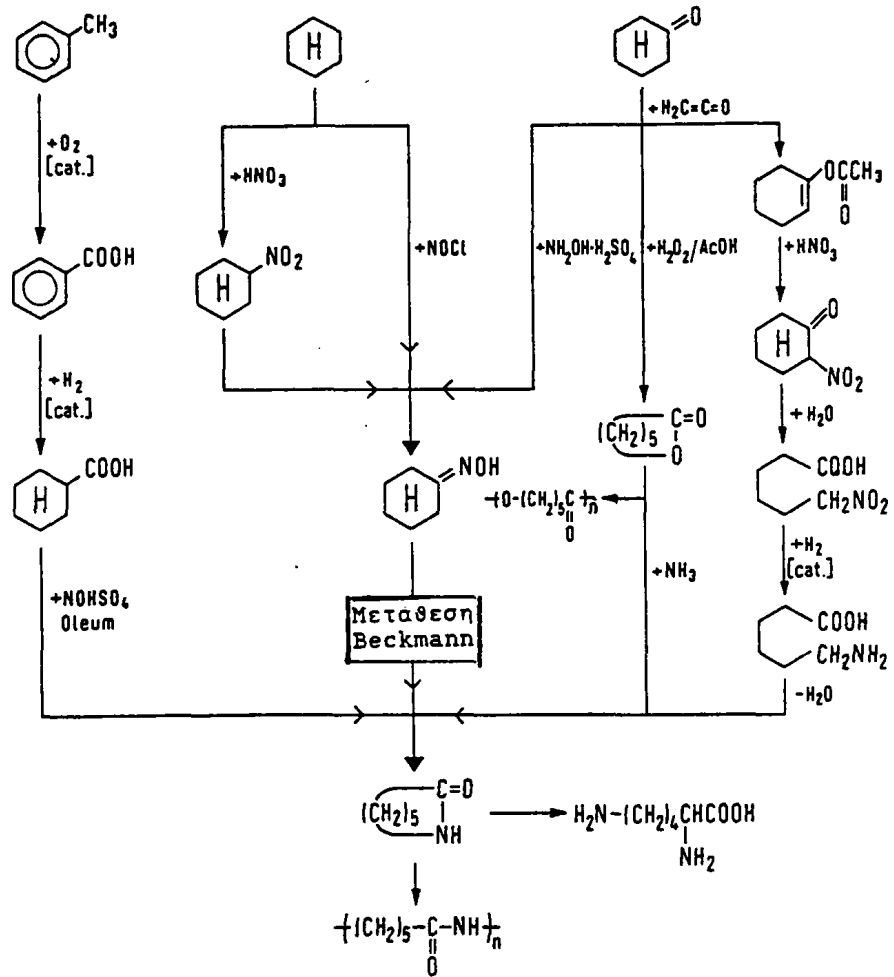 CH₃
H
O
+H₂C=C=O
+O₂
[cat.]
+HNO₃
+NOCl
+NH₂OH·H₂SO₄
+H₂O₂/AcOH
OCCH₃
O
+HNO₃
COOH
NO₂
H
O
H
NO₂
+H₂
[cat.]
+H₂O
(CH₂)₅
C=O
O
COOH
H
NOH
H
-(O-(CH₂)₅C)ₙ
O
COOH
CH₂NO₂
+H₂
[cat.]
+NH₃
+NOHSO₄
Oleum
Μετάθεση
Beckmann
COOH
CH₂NH₂
-H₂O
(CH₂)₅
C=O
NH
H₂N-(CH₂)₄CHCOOH
NH₂
-((CH₂)₅-C-NH)ₙ
O